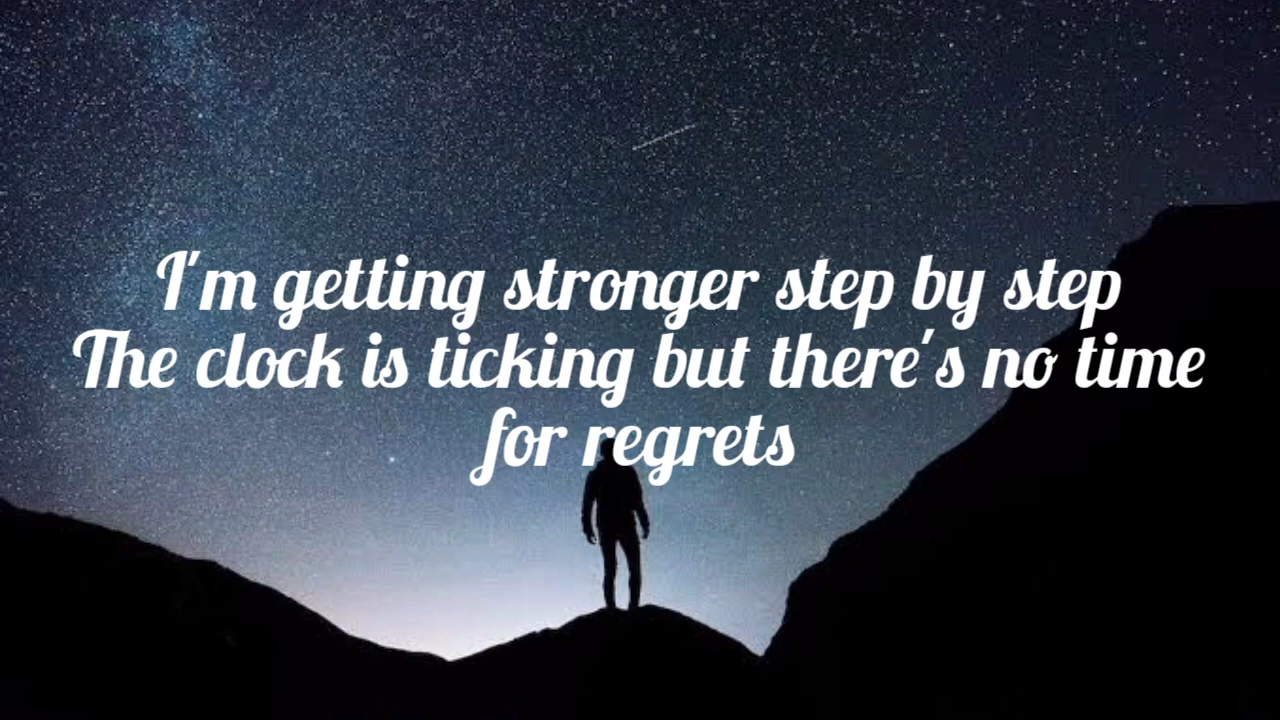 I'm getting stronger step by step
The clock is ticking but there's no time
for regrets